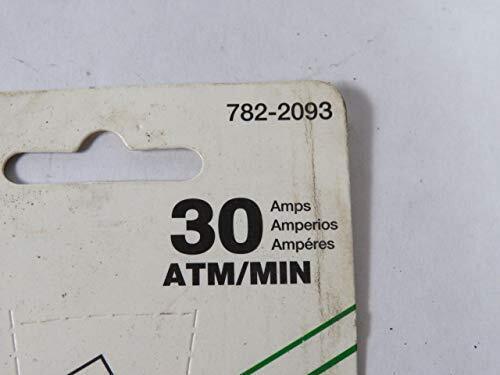 782-2093
30 Amps
Amperios
Ampéres
ATM/MIN